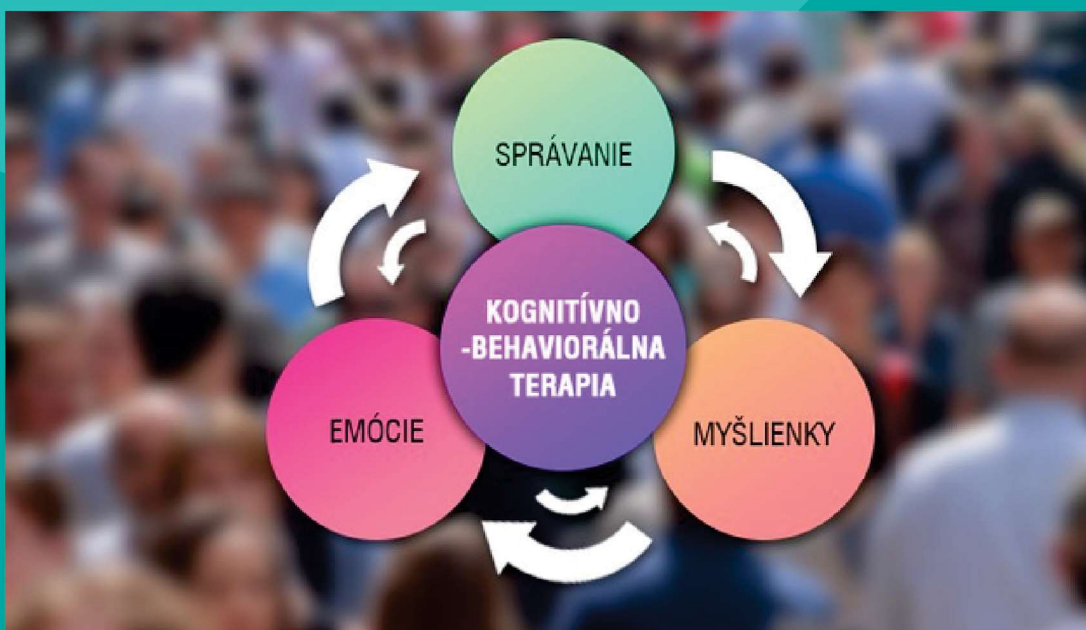 SPRÁVANIE
KOGNITÍVNO
-BEHAVIORÁLNA
TERAPIA
EMÓCIE
MYŠLIENKY